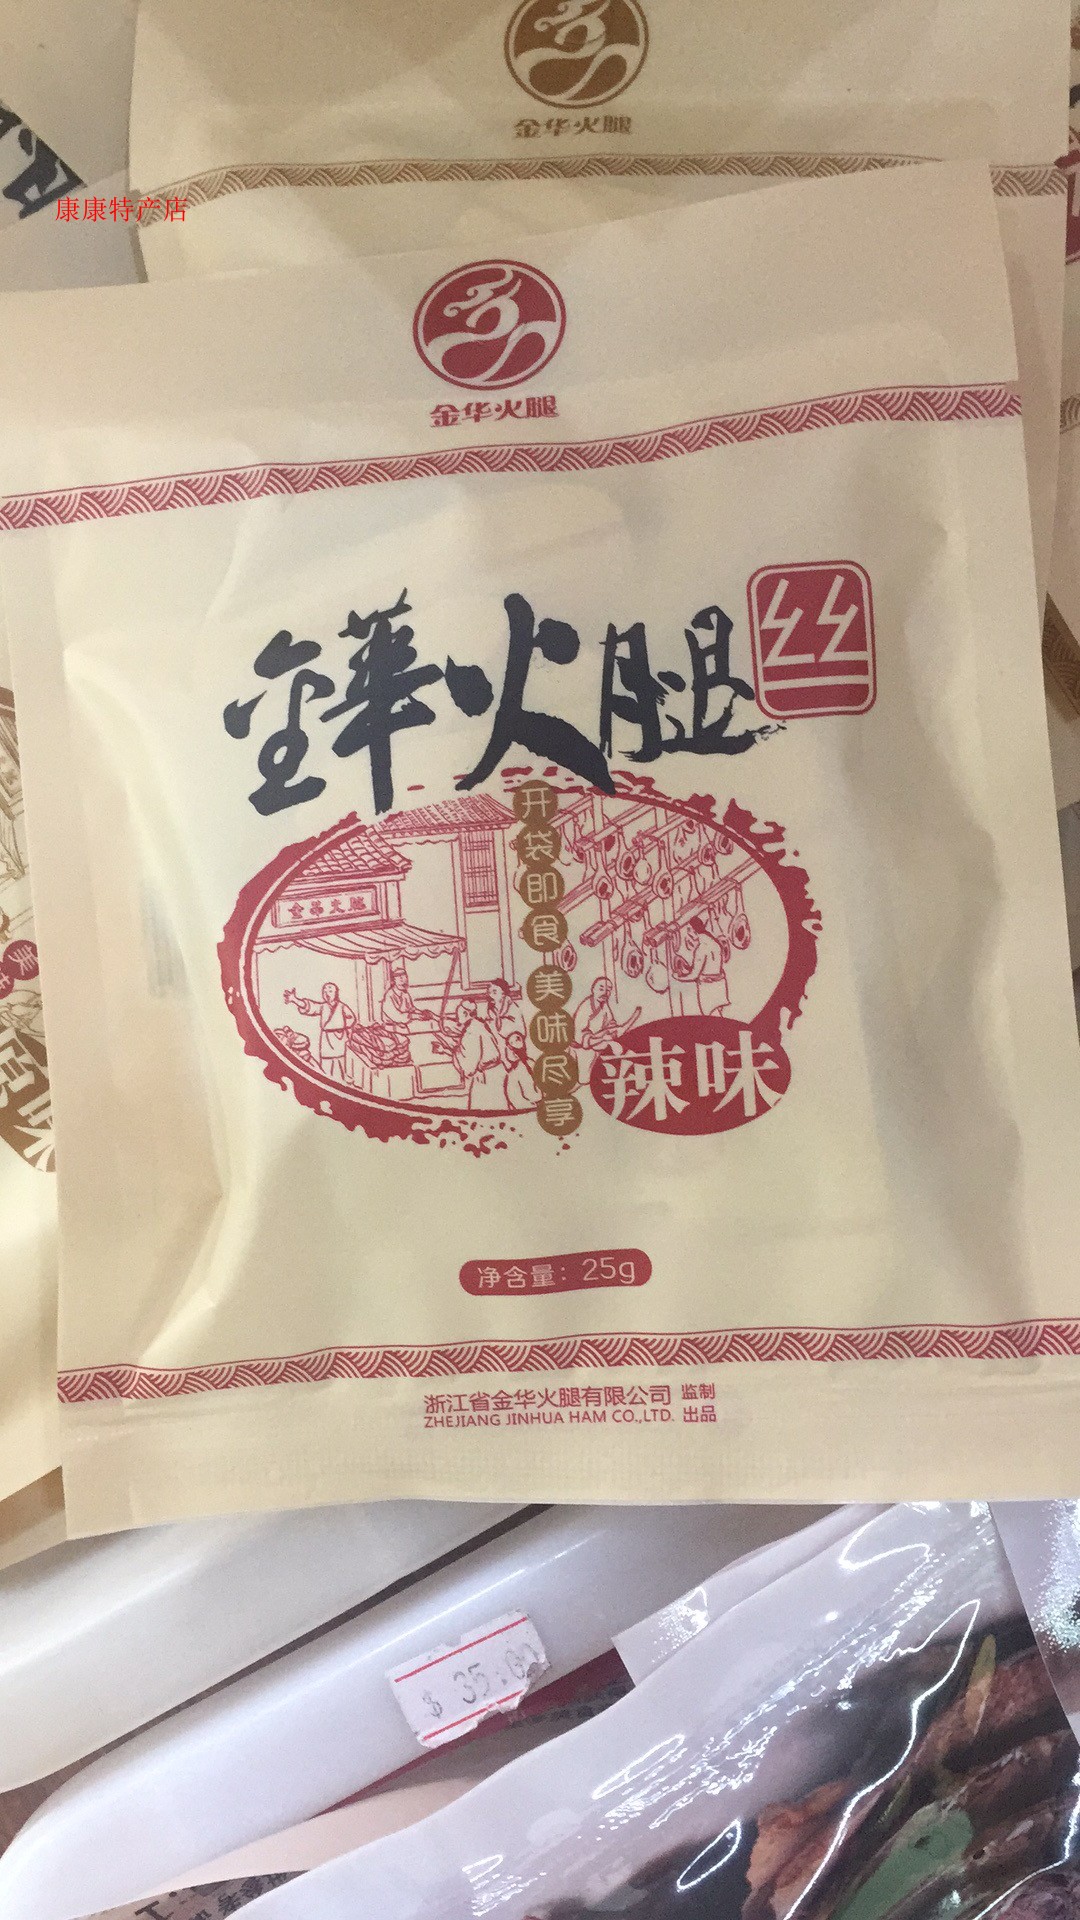 金华火腿
康康特产店
金华火腿
金華火腿
丝
金华火腿
开袋即食美味尽享
辣味
净含量：25g
浙江省金华火腿有限公司 监制
ZHEJIANG JINHUA HAM CO.,LTD. 出品
$ 35.00